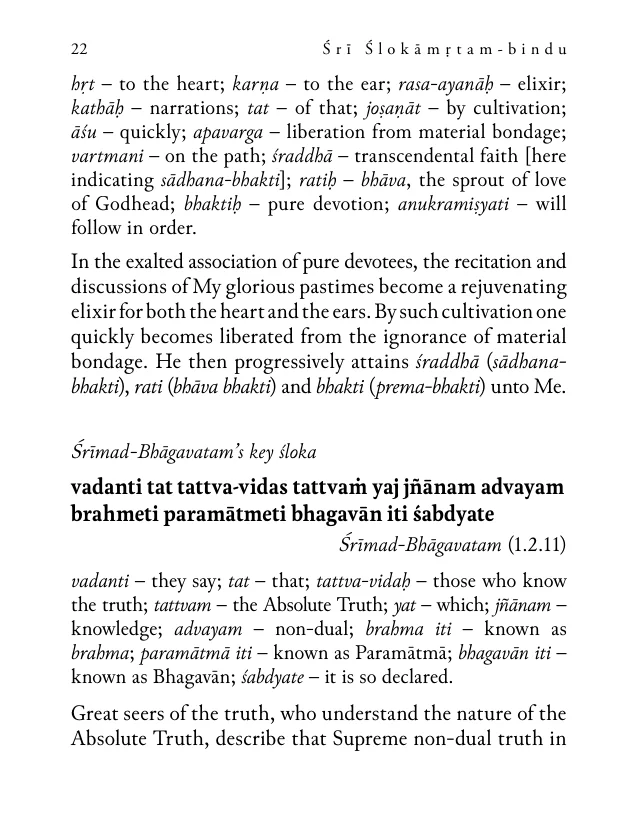 22 Śrī Ślokāmṛtam-bindu
hṛt – to the heart; karṇa – to the ear; rasa-ayanāḥ – elixir;
kathāḥ – narrations; tat – of that; joṣaṇāt – by cultivation;
āśu – quickly; apavarga – liberation from material bondage;
vartmani – on the path; śraddhā – transcendental faith [here
indicating sādhana-bhakti]; ratiḥ – bhāva, the sprout of love
of Godhead; bhaktiḥ – pure devotion; anukramiṣyati – will
follow in order.
In the exalted association of pure devotees, the recitation and
discussions of My glorious pastimes become a rejuvenating
elixir for both the heart and the ears. By such cultivation one
quickly becomes liberated from the ignorance of material
bondage. He then progressively attains śraddhā (sādhana-
bhakti), rati (bhāva bhakti) and bhakti (prema-bhakti) unto Me.
Śrīmad-Bhāgavatam’s key śloka
vadanti tat tattva-vidas tattvaṁ yaj jñānam advayam
brahmeti paramātmeti bhagavān iti śabdyate
Śrīmad-Bhāgavatam (1.2.11)
vadanti – they say; tat – that; tattva-vidaḥ – those who know
the truth; tattvam – the Absolute Truth; yat – which; jñānam –
knowledge; advayam – non-dual; brahma iti – known as
brahma; paramātmā iti – known as Paramātmā; bhagavān iti –
known as Bhagavān; śabdyate – it is so declared.
Great seers of the truth, who understand the nature of the
Absolute Truth, describe that Supreme non-dual truth in